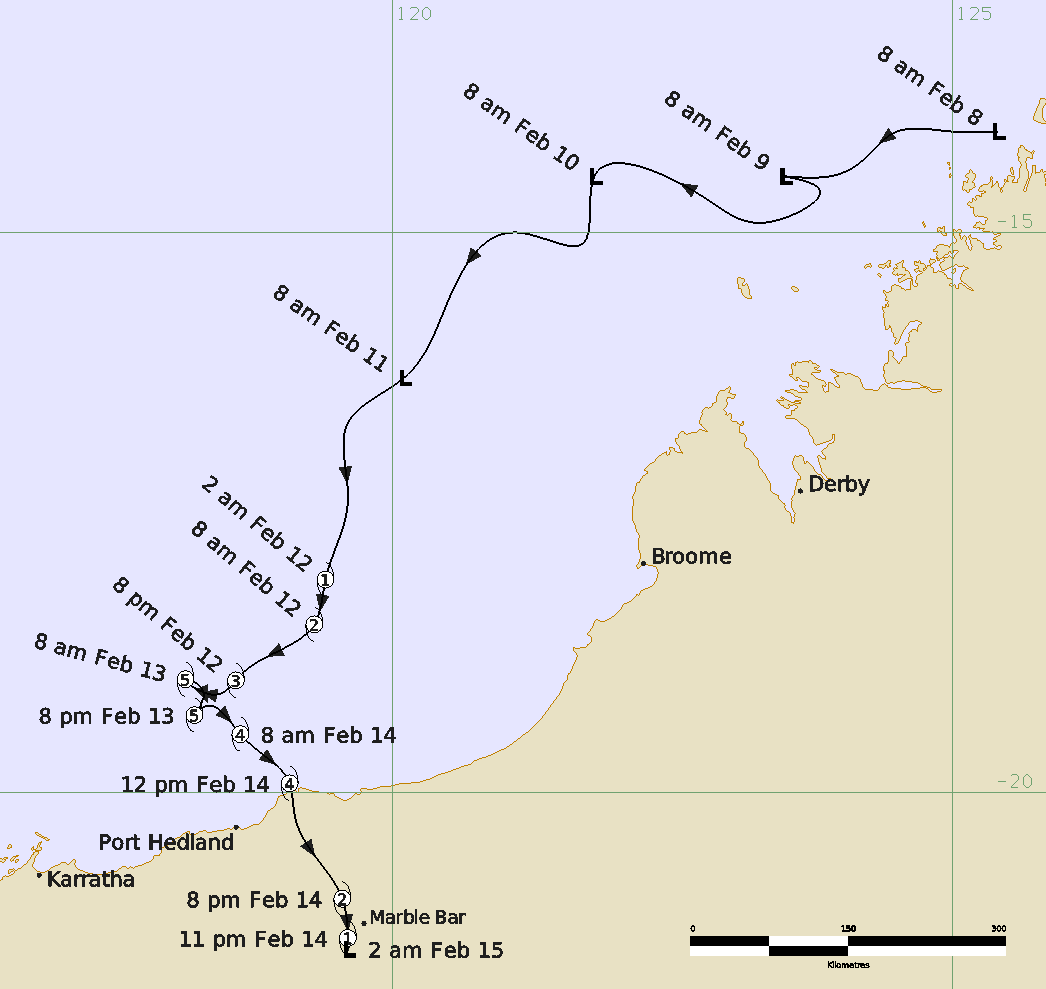 120
125
8 am Feb 8
8 am Feb 9
8 am Feb 10
L
L
L
-15
8 am Feb 11
L
2 am Feb 12
1
8 am Feb 12
2
Derby
Broome
8 pm Feb 12
3
8 am Feb 13
5
8 pm Feb 13
5
4
8 am Feb 14
12 pm Feb 14
4
-20
Port Hedland
Karratha
8 pm Feb 14
2
Marble Bar
11 pm Feb 14
1
L
2 am Feb 15
0
150
300
Kilometres